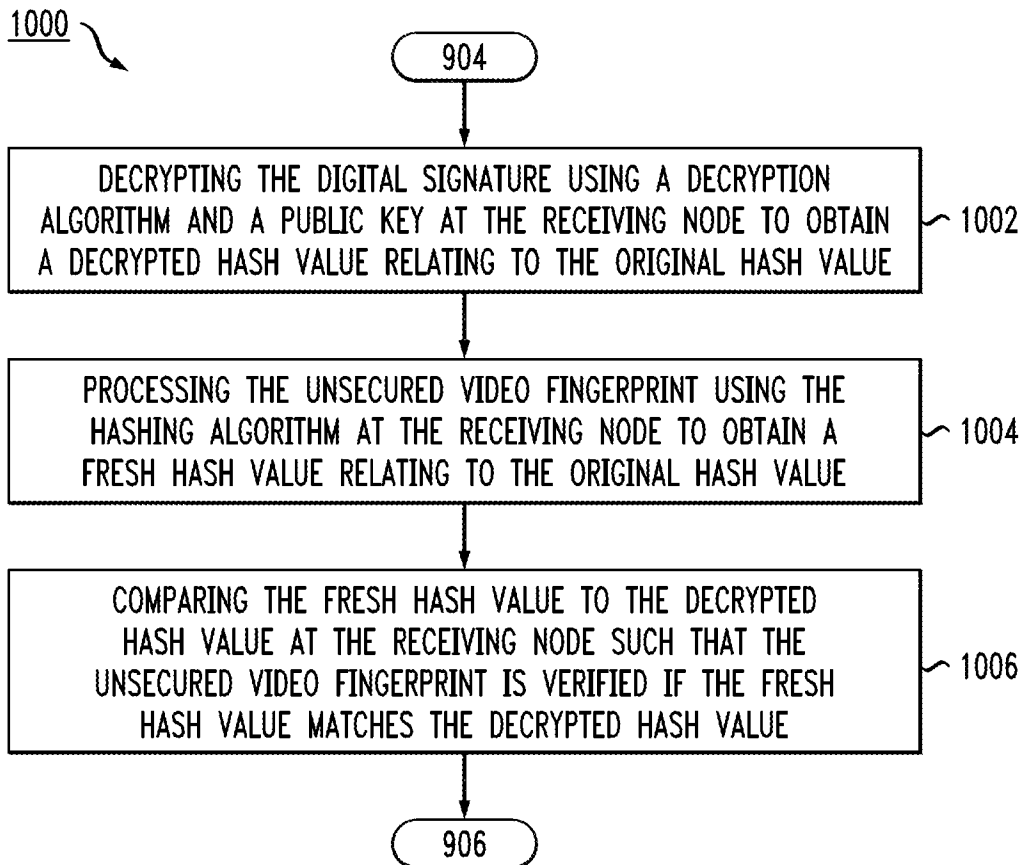 1000
904
DECRYPTING THE DIGITAL SIGNATURE USING A DECRYPTION
ALGORITHM AND A PUBLIC KEY AT THE RECEIVING NODE TO OBTAIN
A DECRYPTED HASH VALUE RELATING TO THE ORIGINAL HASH VALUE
1002
PROCESSING THE UNSECURED VIDEO FINGERPRINT USING THE
HASHING ALGORITHM AT THE RECEIVING NODE TO OBTAIN A
FRESH HASH VALUE RELATING TO THE ORIGINAL HASH VALUE
1004
COMPARING THE FRESH HASH VALUE TO THE DECRYPTED
HASH VALUE AT THE RECEIVING NODE SUCH THAT THE
UNSECURED VIDEO FINGERPRINT IS VERIFIED IF THE FRESH
HASH VALUE MATCHES THE DECRYPTED HASH VALUE
1006
906